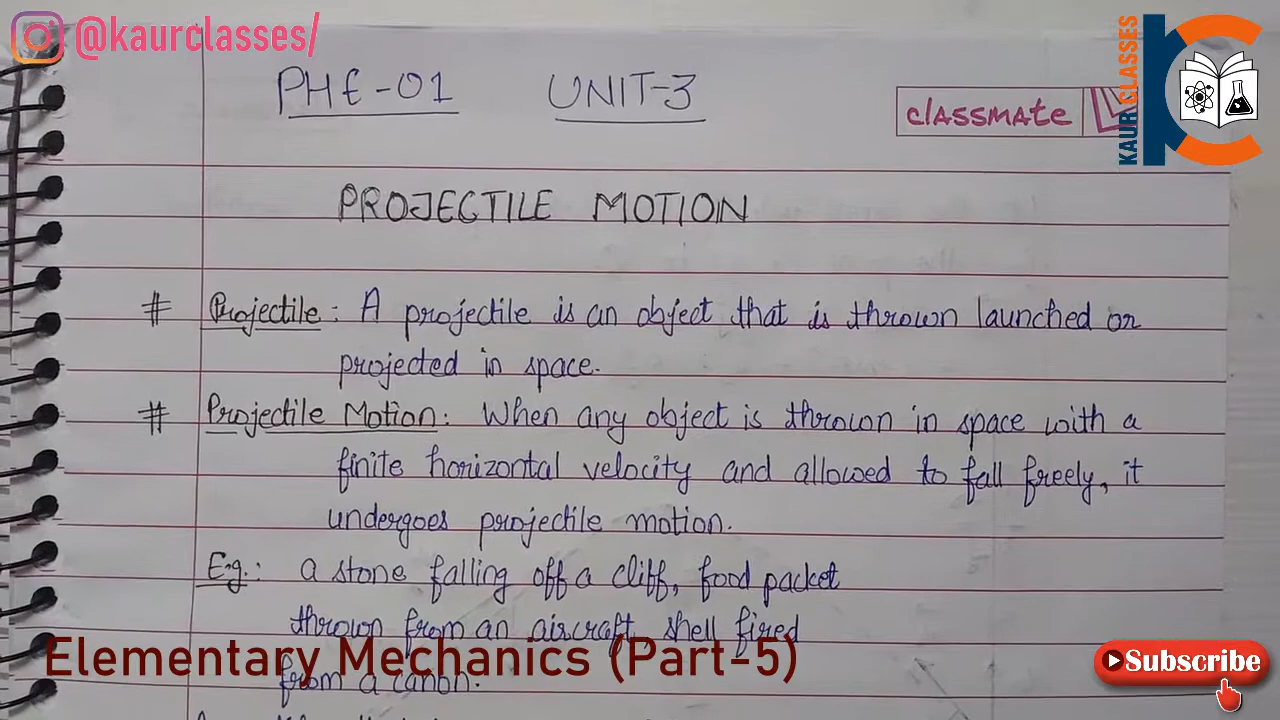 @kaurclasses/
PHE-01 UNIT-3
classmate
KAUR CLASSES
PROJECTILE MOTION
# Projectile: A projectile is an object that is thrown launched or
projected in space.
# Projectile Motion: When any object is thrown in space with a
finite horizontal velocity and allowed to fall freely, it
undergoes projectile motion.
E.g.: a stone falling off a cliff, food packet
thrown from an aircraft, shell fired
Elementary Mechanics (Part-5)
from a canon.
Subscribe